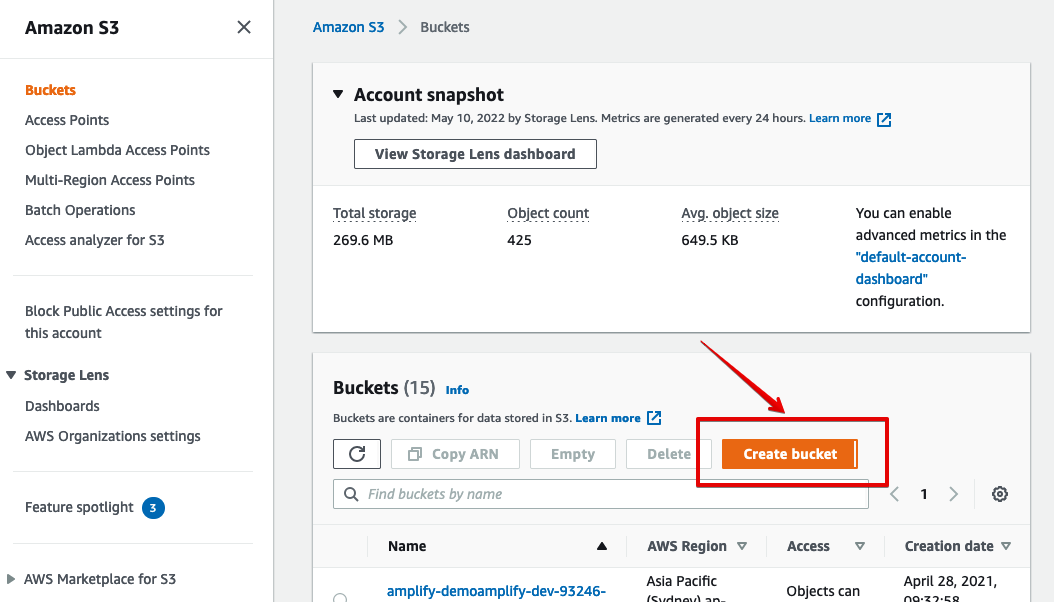 Amazon S3
Buckets
Access Points
Object Lambda Access Points
Multi-Region Access Points
Batch Operations
Access analyzer for S3
Block Public Access settings for
this account
Storage Lens
Dashboards
AWS Organizations settings
Feature spotlight 3
AWS Marketplace for S3
Amazon S3 Buckets
Account snapshot
Last updated: May 10, 2022 by Storage Lens. Metrics are generated every 24 hours. Learn more
View Storage Lens dashboard
Total storage Object count Avg. object size
269.6 MB 425 649.5 KB
You can enable
advanced metrics in the
"default-account-
dashboard"
configuration.
Buckets (15) Info
Buckets are containers for data stored in S3. Learn more
Copy ARN Empty Delete Create bucket
Find buckets by name 1
Name AWS Region Access Creation date
amplify-demoamplify-dev-93246- Asia Pacific Objects can April 28, 2021,
(Sydney) ap- 09:32:58